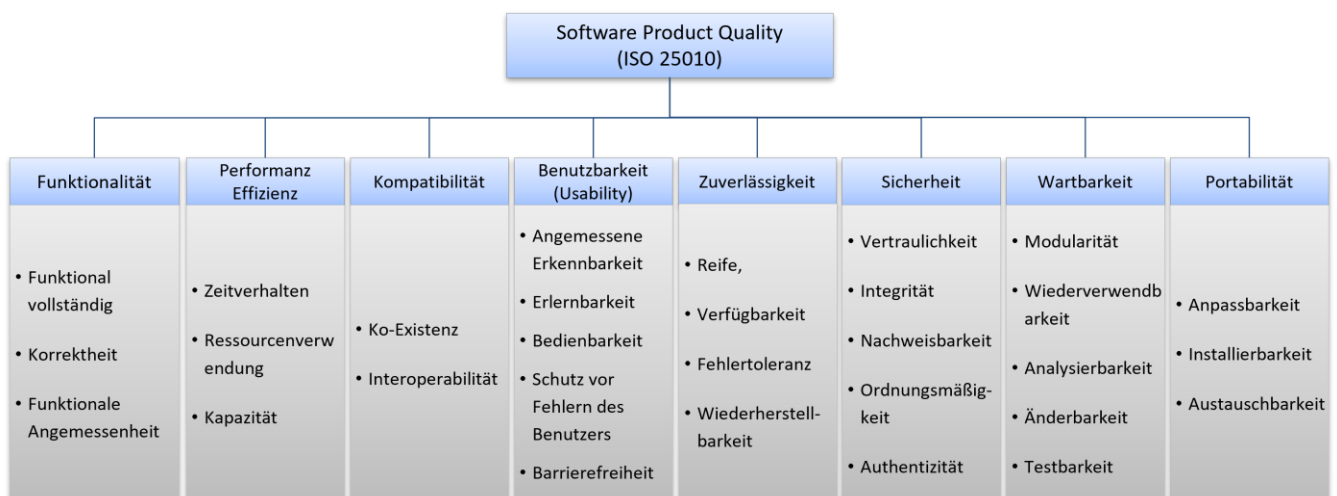 Software Product Quality
(ISO 25010)
Funktionalität
• Funktional
vollständig
• Korrektheit
• Funktionale
Angemessenheit
Performanz
Effizienz
• Zeitverhalten
• Ressourcenverw
endung
• Kapazität
Kompatibilität
• Ko-Existenz
• Interoperabilität
Benutzbarkeit
(Usability)
• Angemessene
Erkennbarkeit
• Erlernbarkeit
• Bedienbarkeit
• Schutz vor
Fehlern des
Benutzers
• Barrierefreiheit
Zuverlässigkeit
• Reife,
• Verfügbarkeit
• Fehlertoleranz
• Wiederherstell-
barkeit
Sicherheit
• Vertraulichkeit
• Integrität
• Nachweisbarkeit
• Ordnungsmäßig-
keit
• Authentizität
Wartbarkeit
• Modularität
• Wiederverwendb
arkeit
• Analysierbarkeit
• Änderbarkeit
• Testbarkeit
Portabilität
• Anpassbarkeit
• Installierbarkeit
• Austauschbarkeit